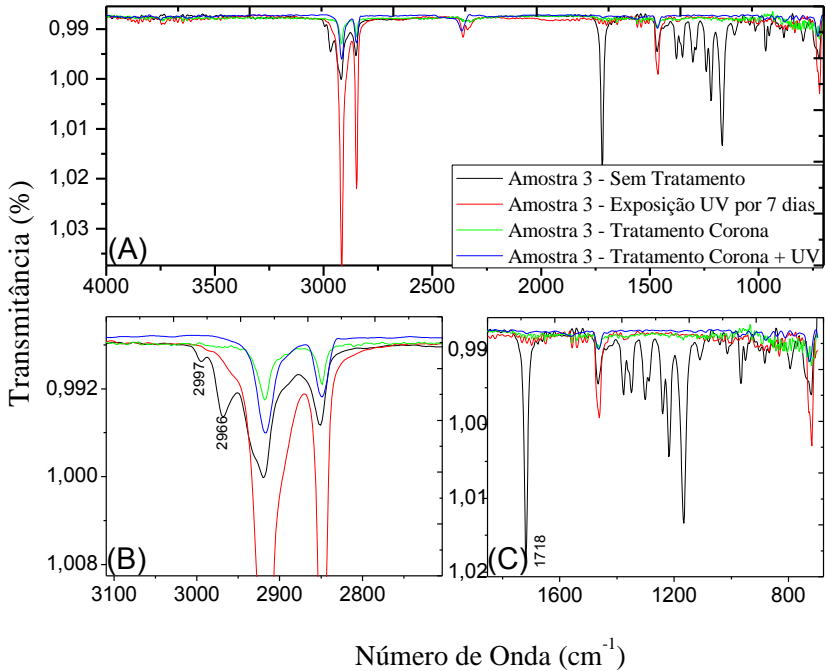 Transmitância (%)
0,99
1,00
1,01
1,02
1,03
(A)
Amostra 3 - Sem Tratamento
Amostra 3 - Exposição UV por 7 dias
Amostra 3 - Tratamento Corona
Amostra 3 - Tratamento Corona + UV
4000 3500 3000 2500 2000 1500 1000
0,992
1,000
1,008
2997
2966
(B)
3100 3000 2900 2800
0,99
1,00
1,01
1,02
(C)
1718
1600 1200 800
Número de Onda (cm⁻¹)